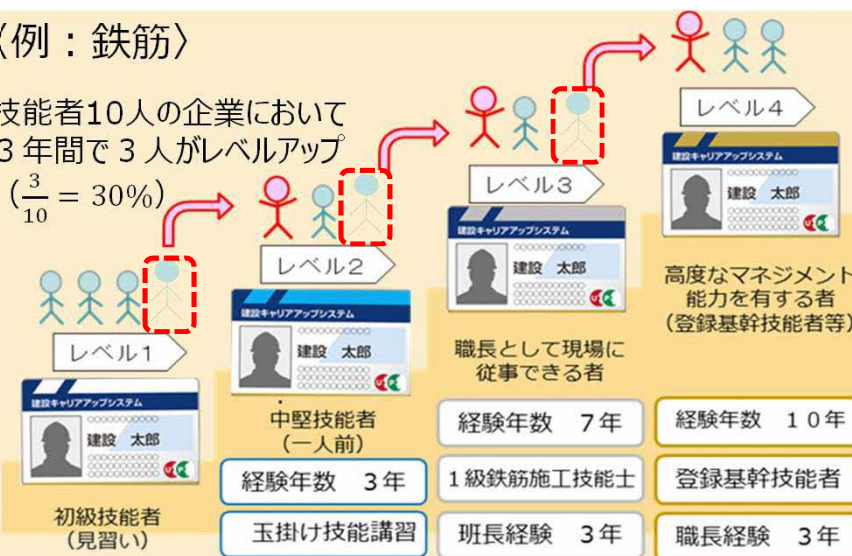 〈例:鉄筋〉
技能者10人の企業において
3年間で3人がレベルアップ
(3/10 = 30%)
レベル1
建設キャリアアップシステム
建設 太郎
初級技能者
(見習い)
レベル2
建設キャリアアップシステム
建設 太郎
中堅技能者
(一人前)
経験年数 3年
玉掛け技能講習
レベル3
建設キャリアアップシステム
建設 太郎
職長として現場に
従事できる者
経験年数 7年
1級鉄筋施工技能士
班長経験 3年
レベル4
建設キャリアアップシステム
建設 太郎
高度なマネジメント
能力を有する者
(登録基幹技能者等)
経験年数 10年
登録基幹技能者
職長経験 3年